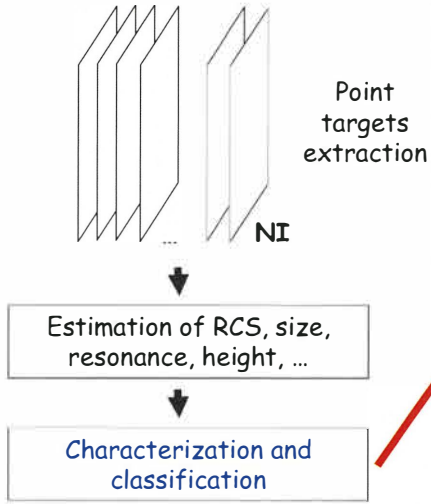 Point
targets
extraction
...
NI
Estimation of RCS, size,
resonance, height, ...
Characterization and
classification